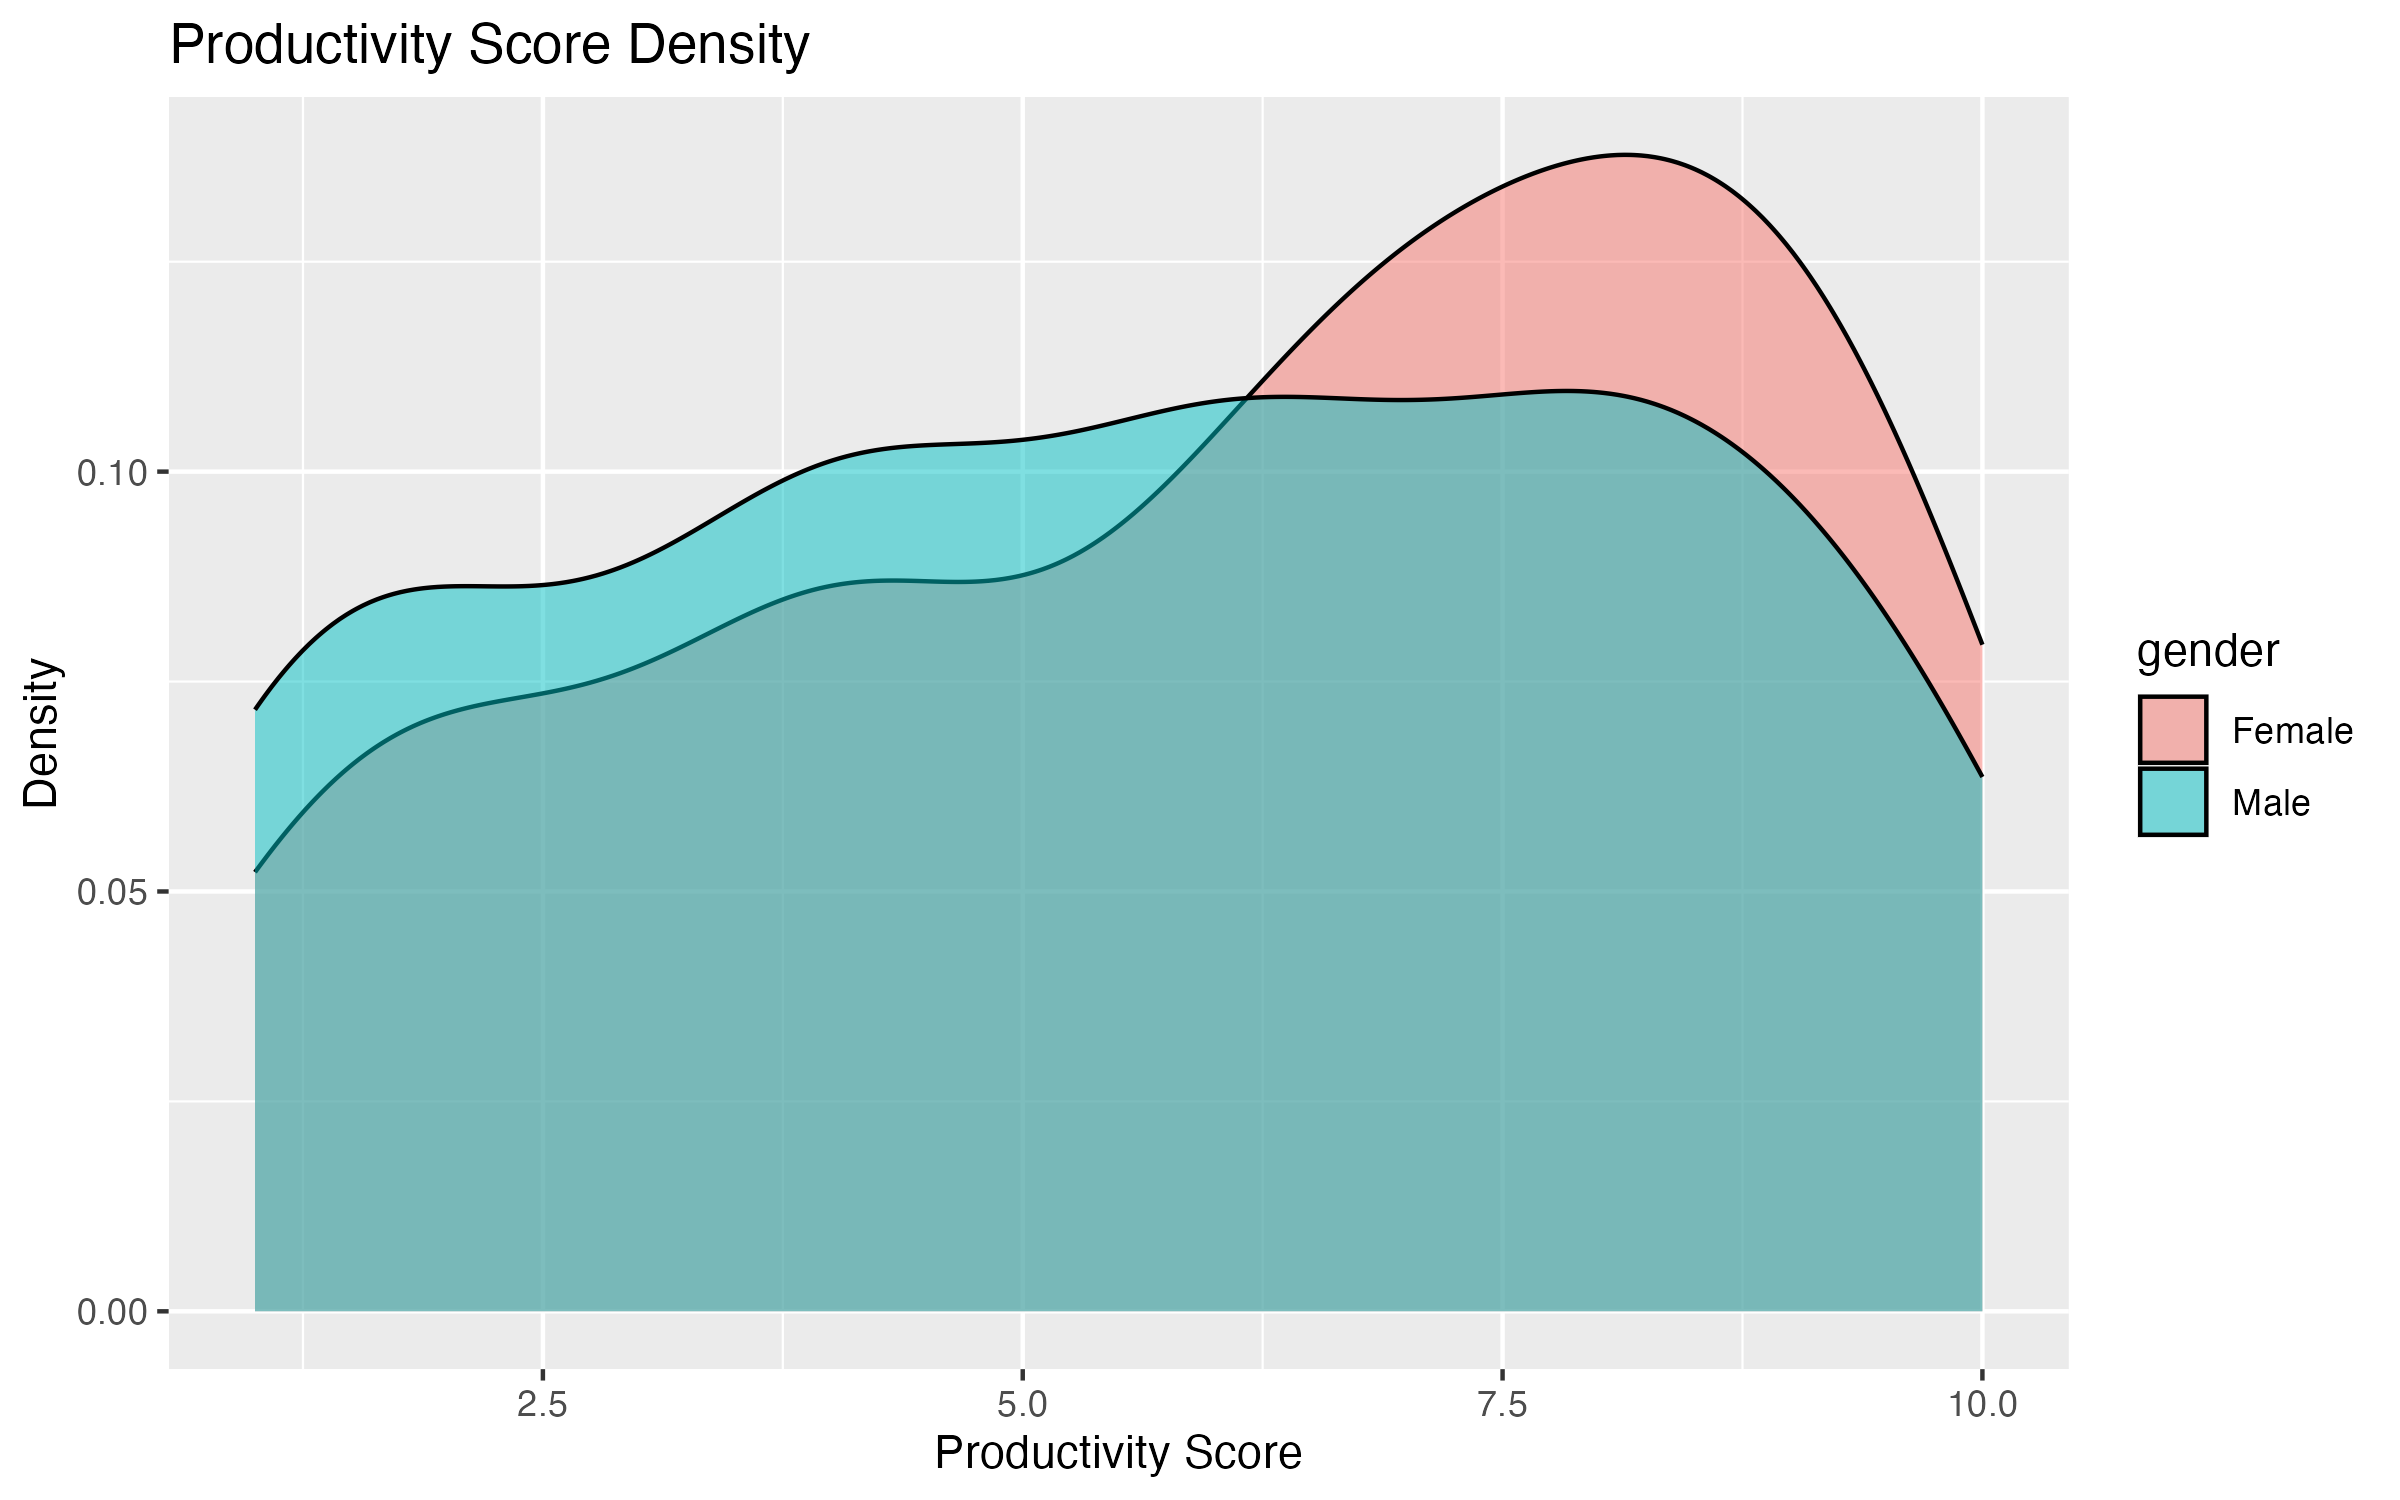 Productivity Score Density
Density
0.10
0.05
0.00
2.5 5.0 7.5 10.0
Productivity Score
gender
Female
Male